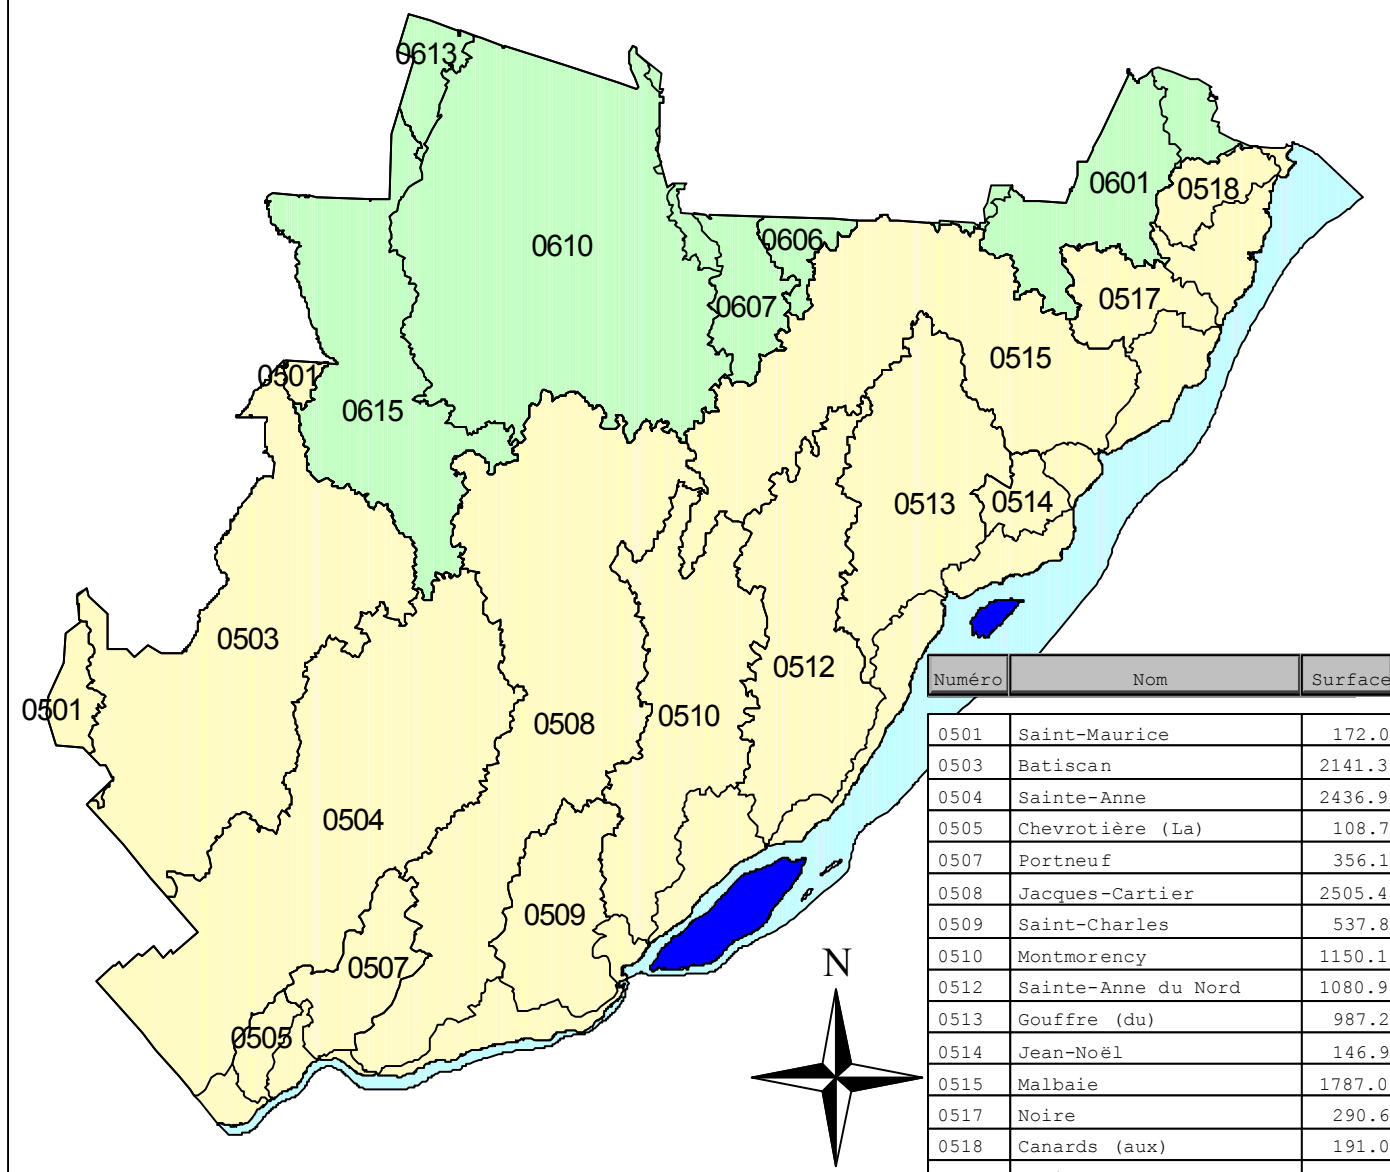 0613
0601
0518
0610
0606
0607
0517
0515
0501
0615
0513
0514
0503
0512
0501
0508
0510
0504
0509
0507
0505
N
Numéro Nom Surface
0501 Saint-Maurice 172.0
0503 Batiscan 2141.3
0504 Sainte-Anne 2436.9
0505 Chevrotière (La) 108.7
0507 Portneuf 356.1
0508 Jacques-Cartier 2505.4
0509 Saint-Charles 537.8
0510 Montmorency 1150.1
0512 Sainte-Anne du Nord 1080.9
0513 Gouffre (du) 987.2
0514 Jean-Noël 146.9
0515 Malbaie 1787.0
0517 Noire 290.6
0518 Canards (aux) 191.0